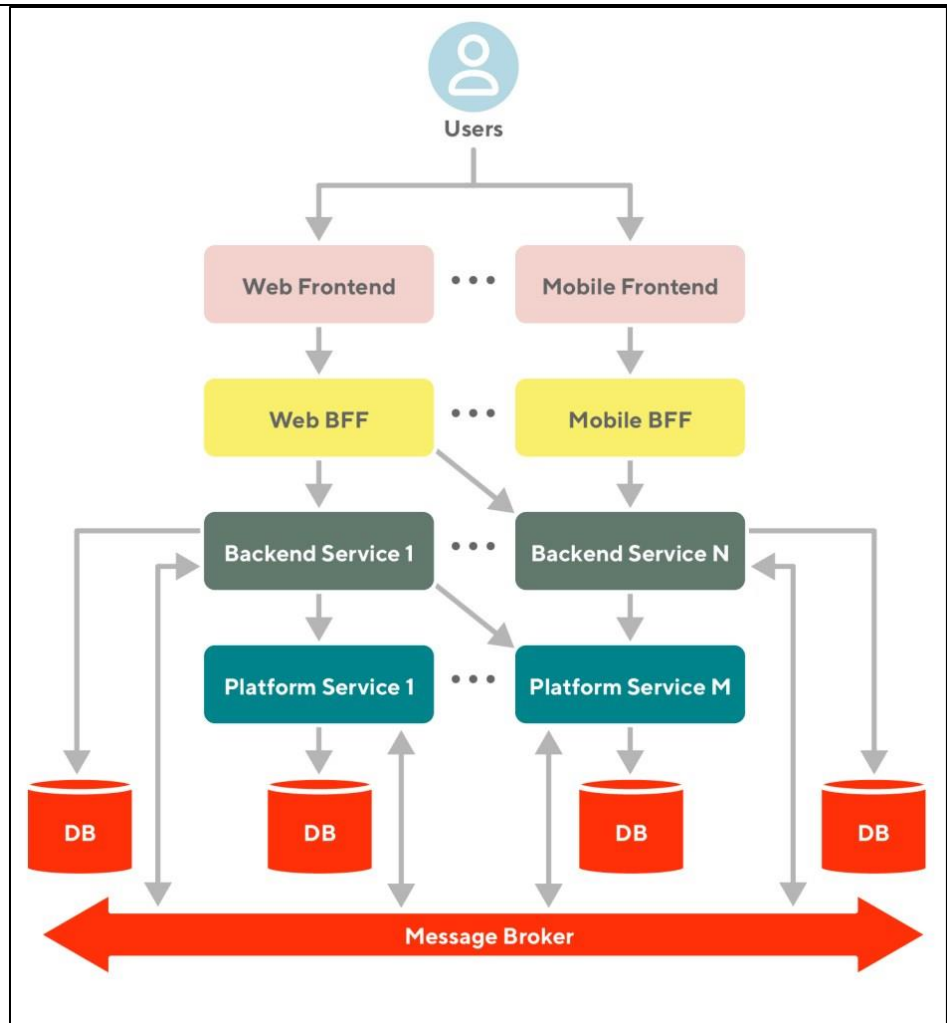 Users
Web Frontend
Mobile Frontend
Web BFF
Mobile BFF
Backend Service 1
Backend Service N
Platform Service 1
Platform Service M
DB
DB
DB
DB
Message Broker